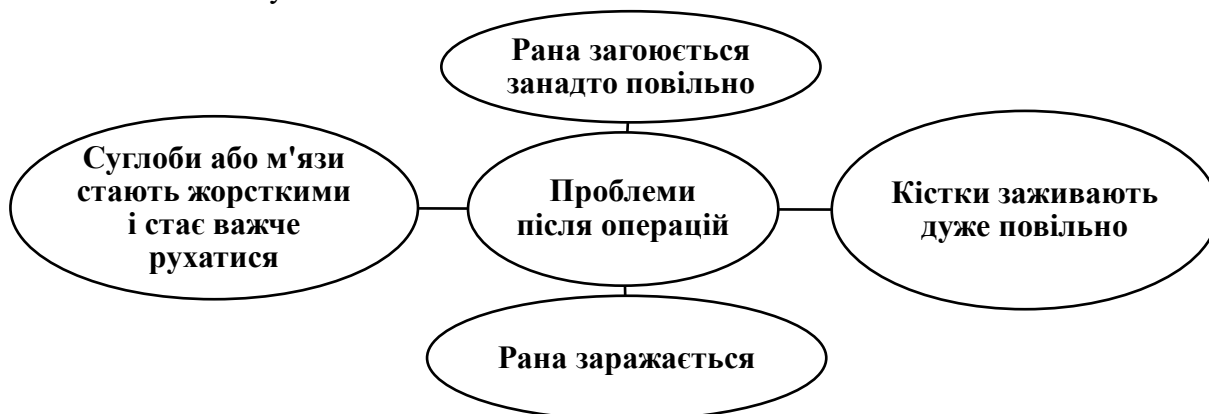 Рана загоюється
занадто повільно
Суглоби або м'язи
стають жорсткими
і стає важче
рухатися
Проблеми
після операцій
Кістки заживають
дуже повільно
Рана заражається